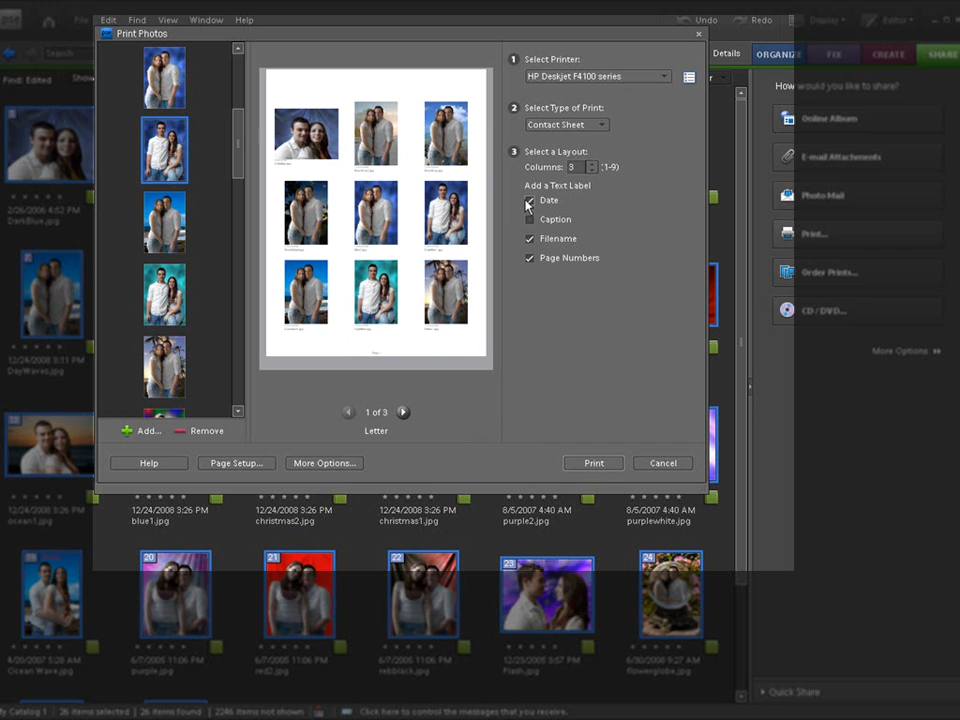 pse
File
Edit Find View Window Help
Undo Redo Display Editor
Print Photos
Search
Details
ORGANIZE FIX CREATE SHARE
Find: Edited Show
1 Select Printer:
HP Deskjet F4100 series
2 Select Type of Print:
Contact Sheet
3 Select a Layout:
Columns: 3 (1-9)
Add a Text Label
Date
Caption
Filename
Page Numbers
1 of 3
Letter
Add... Remove
Help Page Setup... More Options... Print Cancel
How would you like to share?
Online Album
E-mail Attachments
Photo Mail
Print...
Order Prints...
CD / DVD...
More Options:
2/26/2006 4:52 PM
DarkBlue.jpg
12/24/2008 3:11 PM
DayWaves.jpg
12/24/2008 3:26 PM
ocean1.jpg
12/24/2008 3:26 PM
blue1.jpg
12/24/2008 3:26 PM
christmas2.jpg
12/24/2008 3:26 PM
christmas1.jpg
8/5/2007 4:40 AM
purple2.jpg
8/5/2007 4:40 AM
purplewhite.jpg
20
21
22
23
24
4/20/2007 5:28 AM
Ocean Wave.jpg
6/7/2005 11:06 PM
purple.jpg
6/7/2005 11:06 PM
red2.jpg
6/7/2005 11:06 PM
redblack.jpg
12/23/2005 3:57 PM
Flash.jpg
6/30/2008 9:27 AM
flowerglobe.jpg
Quick Share
My Catalog 1 26 items selected 26 items found 2246 items not shown Click here to control the messages that you receive.